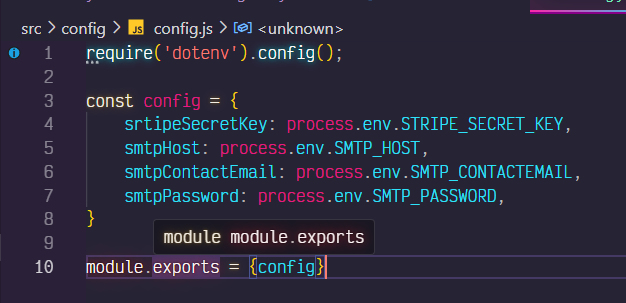 src > config > JS config.js > <unknown>
1 require('dotenv').config();
2
3 const config = {
4 srtipeSecretKey: process.env.STRIPE_SECRET_KEY,
5 smtpHost: process.env.SMTP_HOST,
6 smtpContactEmail: process.env.SMTP_CONTACTEMAIL,
7 smtpPassword: process.env.SMTP_PASSWORD,
8 }
9
module module.exports
10 module.exports = {config}